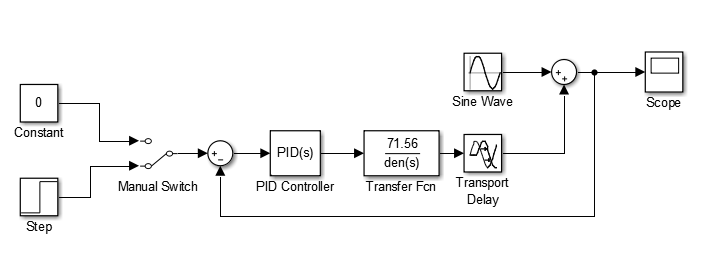 Sine Wave
Scope
0
Constant
Manual Switch
+
−
PID(s)
PID Controller
71.56
den(s)
Transfer Fcn
Transport
Delay
+
+
Step